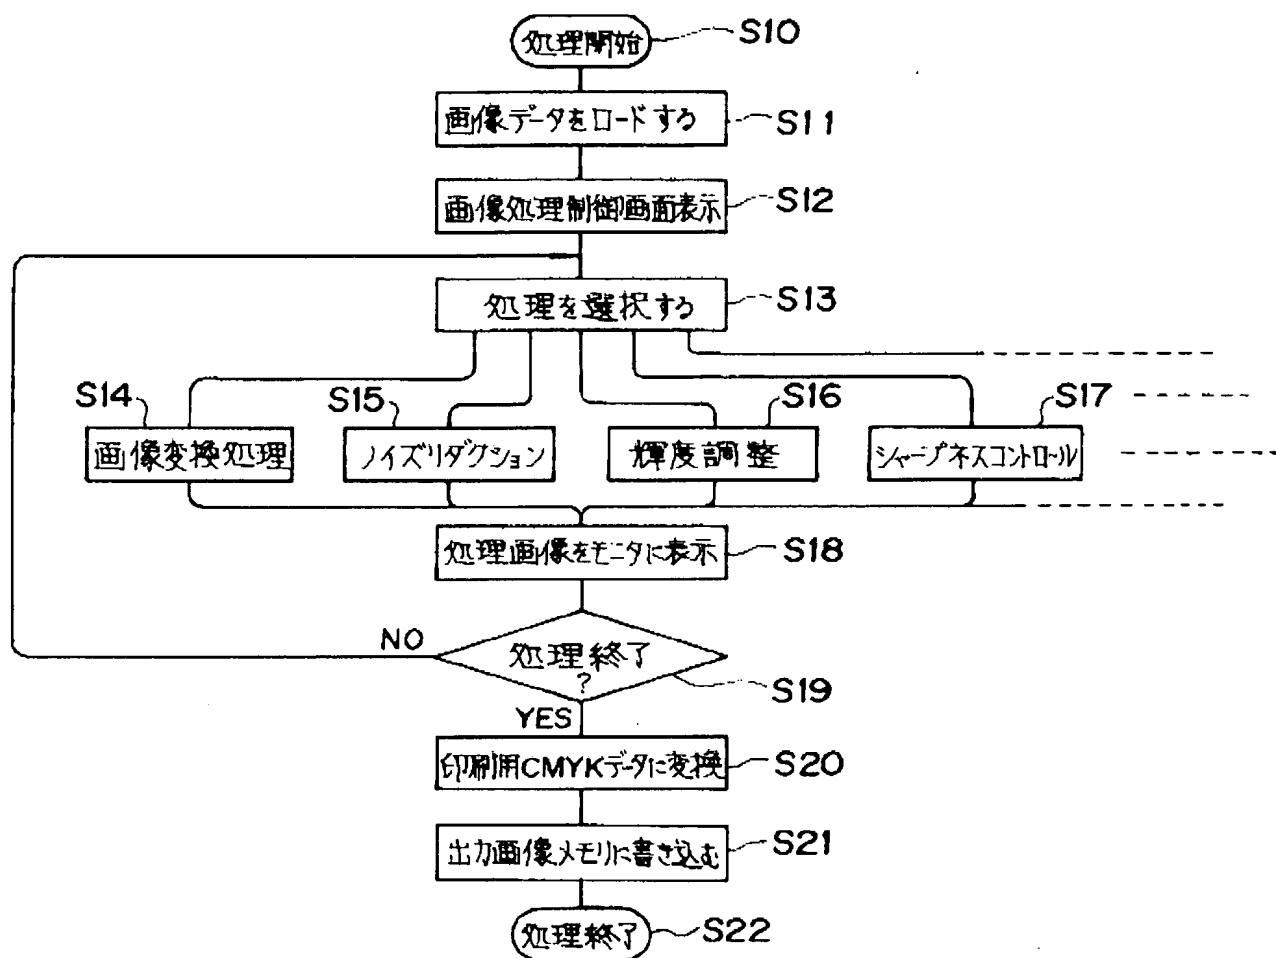 処理開始
S10
画像データをロードする
S11
画像処理制御画面表示
S12
処理を選択する
S13
S14
画像変換処理
S15
ノイズリダクション
S16
輝度調整
S17
シャープネスコントロール
処理画像をモニタに表示
S18
NO
処理終了
?
S19
YES
印刷用CMYKデータに変換
S20
出力画像メモリに書き込む
S21
処理終了
S22